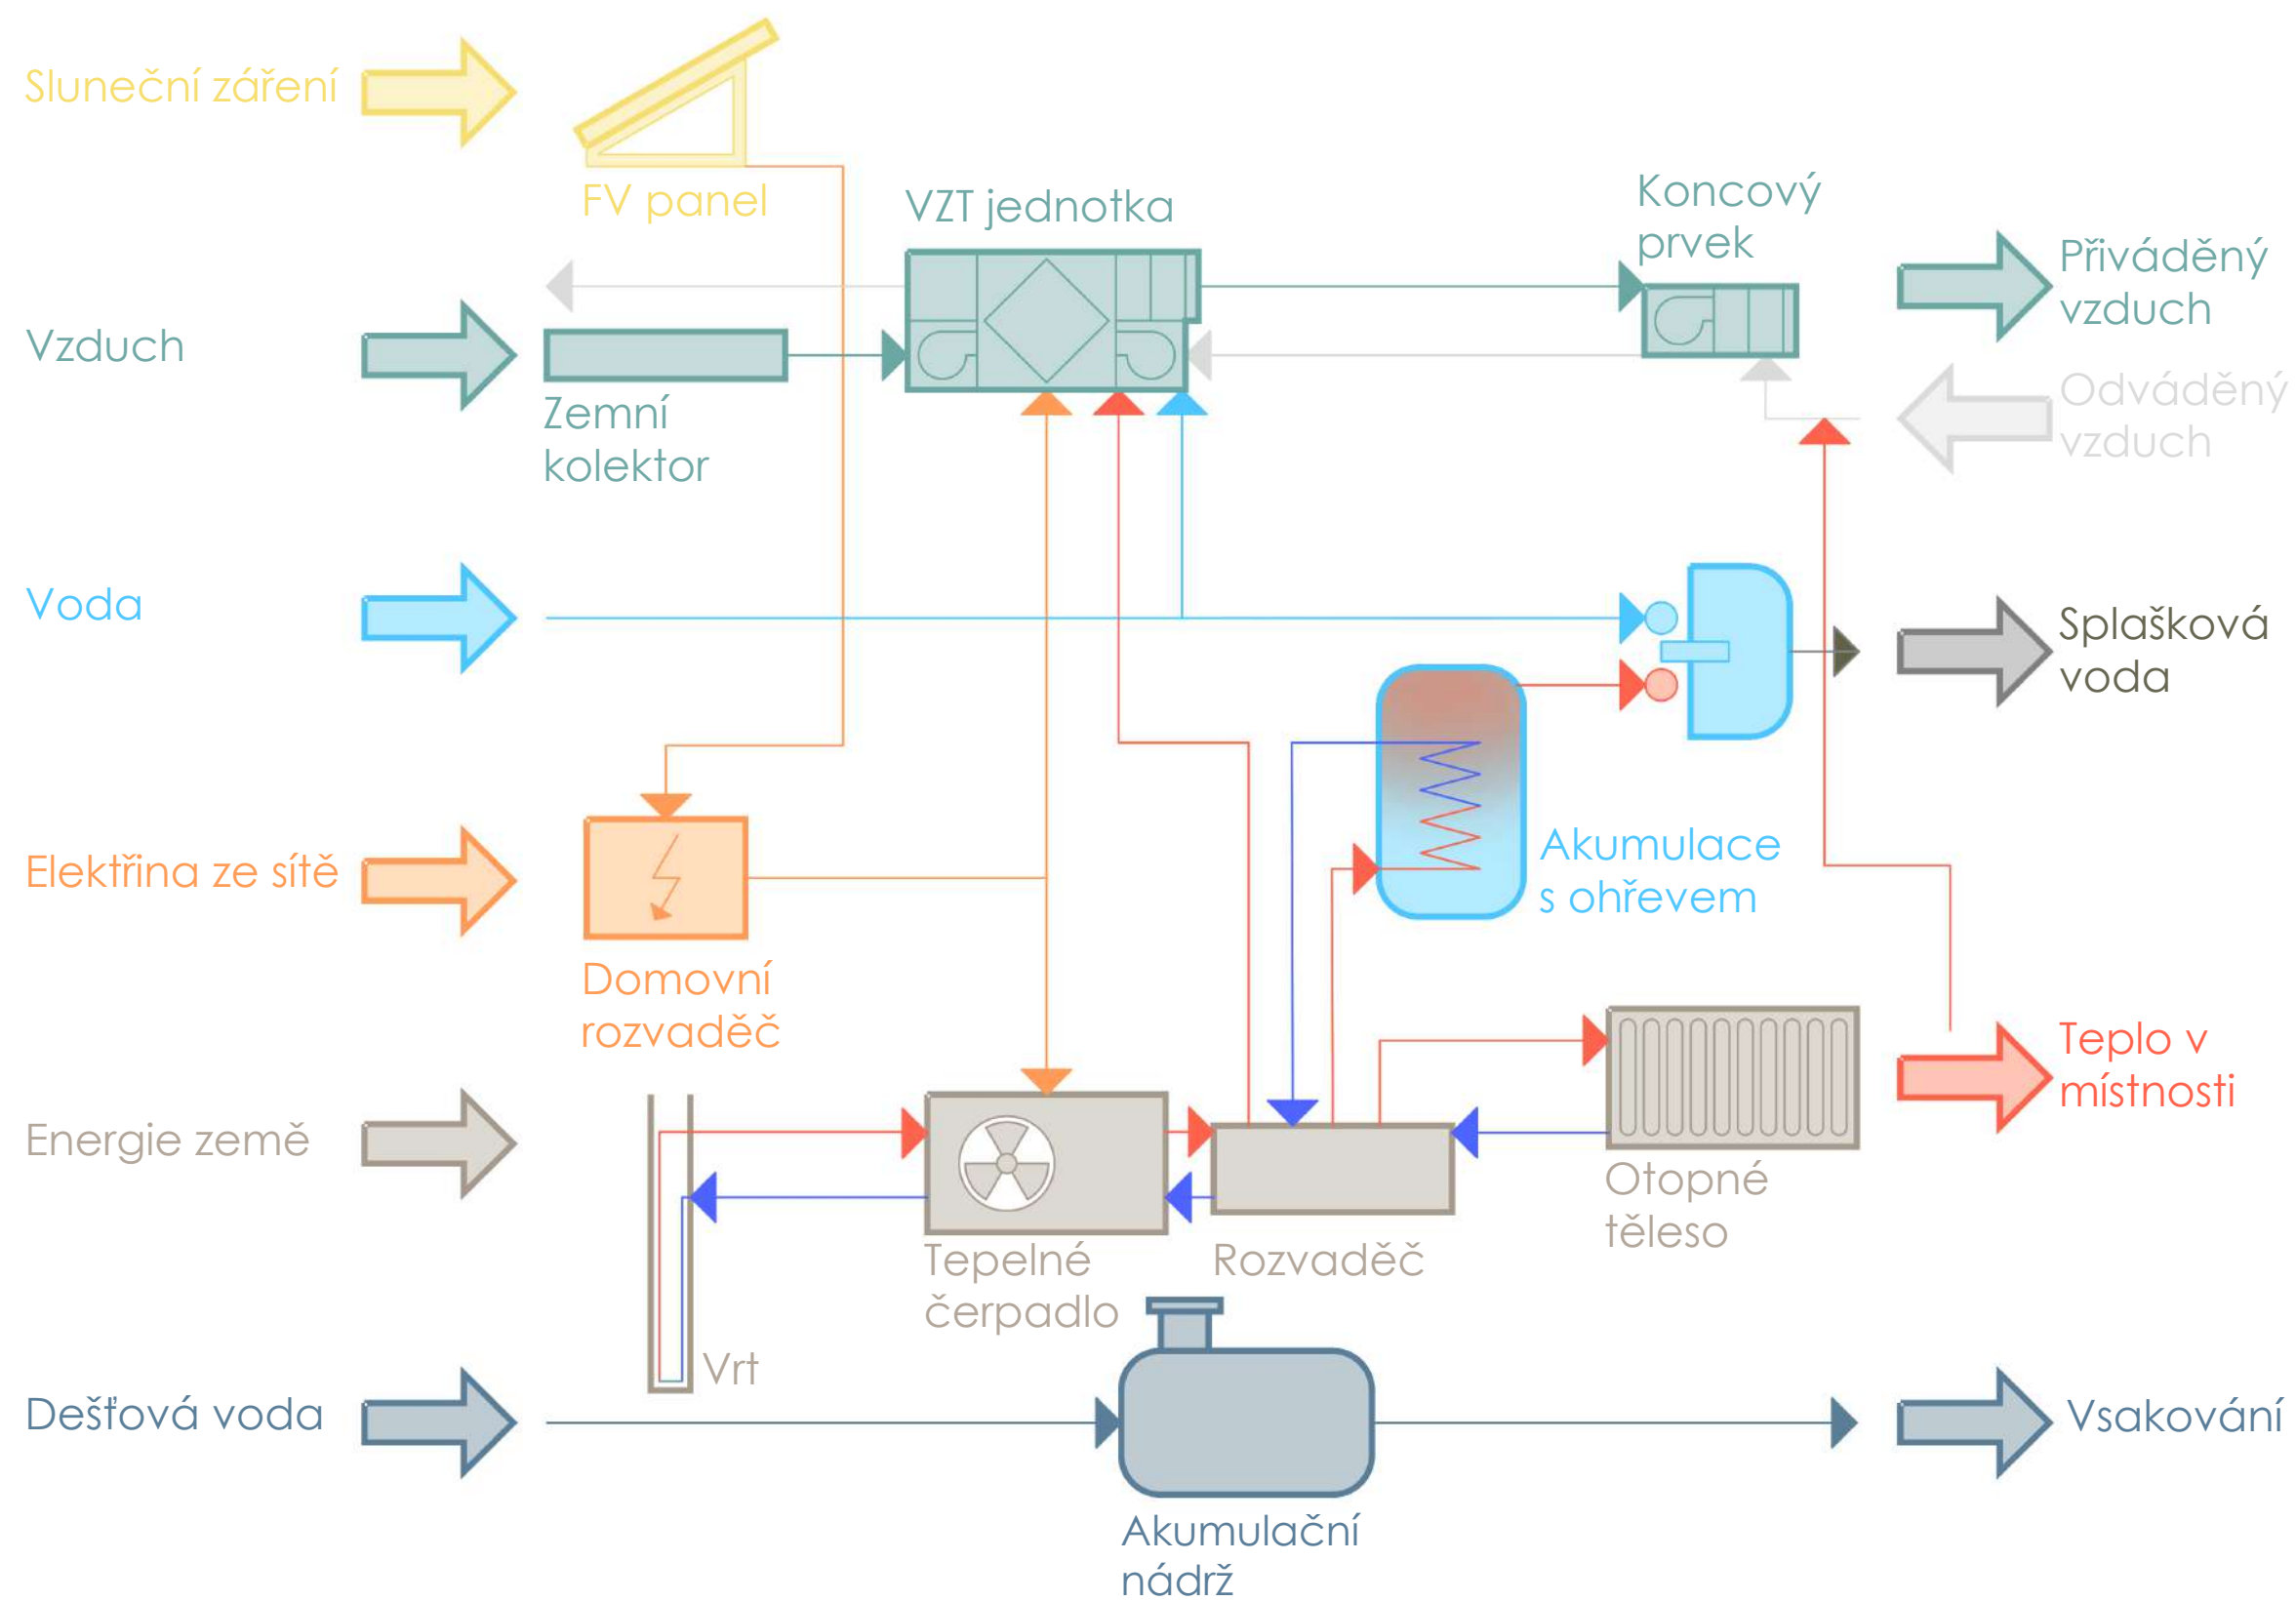 Sluneční záření
FV panel
VZT jednotka
Koncový
prvek
Přiváděný
vzduch
Vzduch
Zemní
kolektor
Odváděný
vzduch
Voda
Splašková
voda
Elektřina ze sítě
Domovní
rozvaděč
Akumulace
s ohřevem
Teplo v
místnosti
Energie země
Otopné
těleso
Tepelné
čerpadlo
Rozvaděč
Vrt
Dešťová voda
Vsakování
Akumulační
nádrž